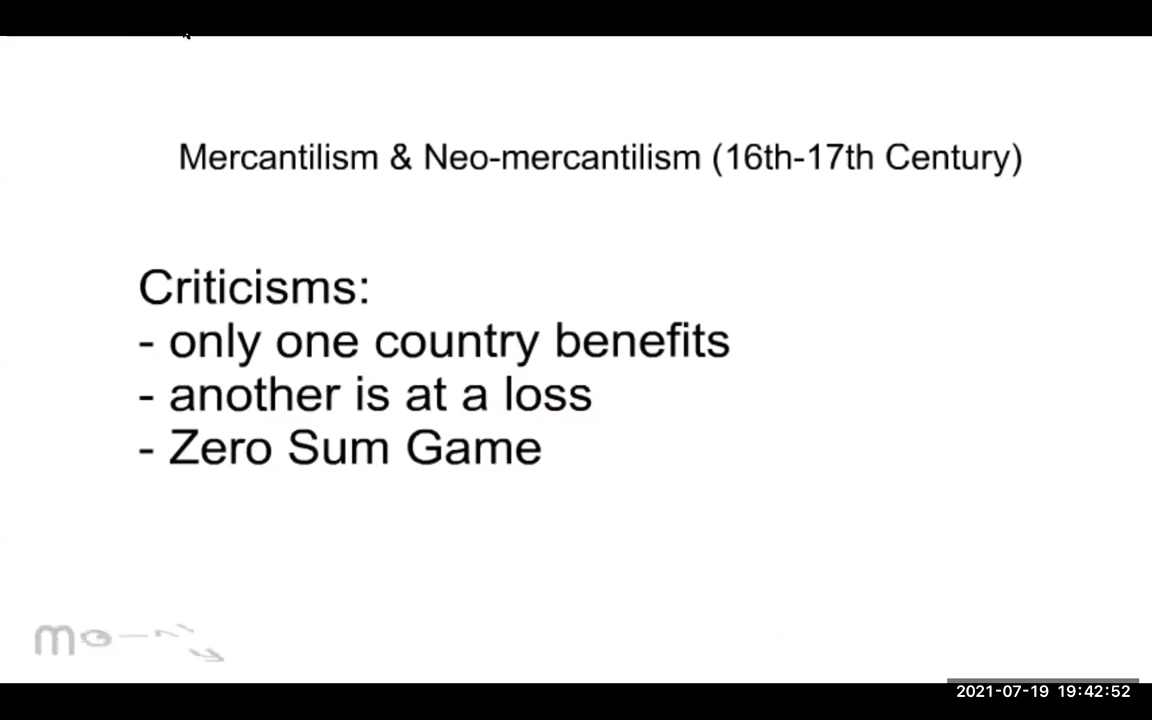 Mercantilism & Neo-mercantilism (16th-17th Century)
Criticisms:
- only one country benefits
- another is at a loss
- Zero Sum Game
2021-07-19 19:42:52